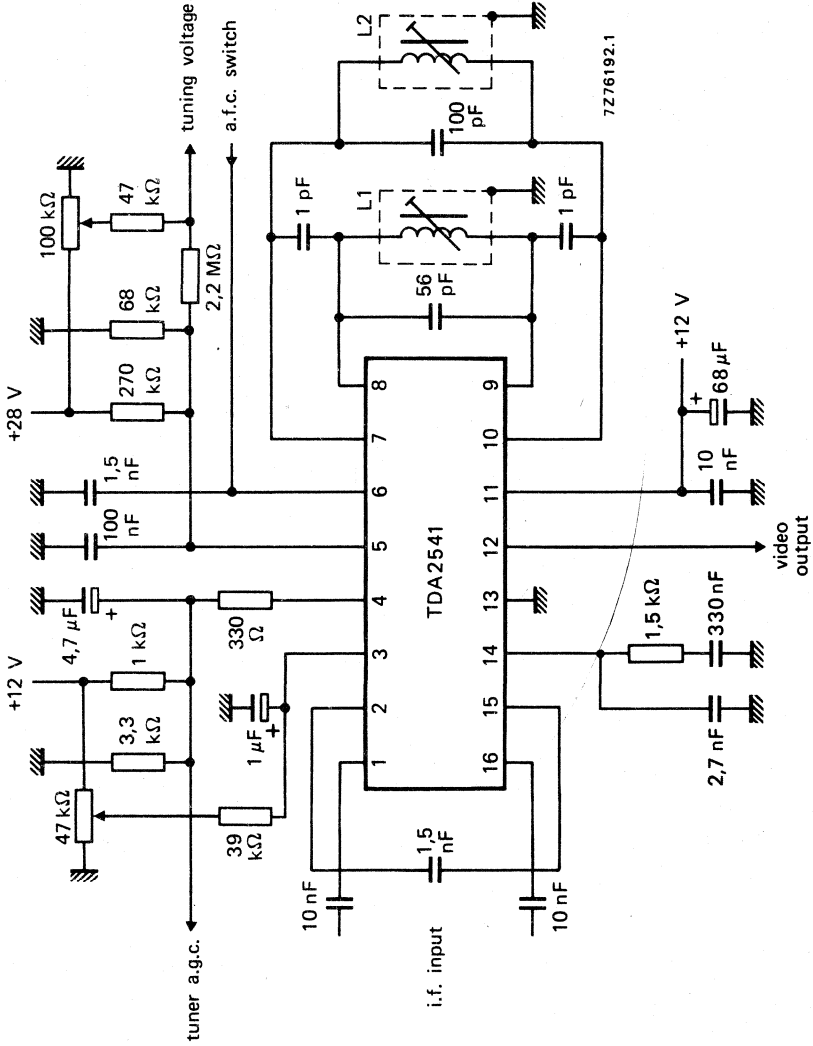 L2
7Z76192.1
tuning voltage
a.f.c. switch
100 kΩ
47
kΩ
2,2 MΩ
68
kΩ
270
kΩ
+28 V
1,5
nF
100
nF
100
pF
1 pF
L1
1 pF
56
pF
4,7 µF
330
Ω
+12 V
1 kΩ
3,3
kΩ
47 kΩ
39
kΩ
1 µF
+
+
8
7
6
5
4
3
2
1
TDA2541
9
10
11
12
13
14
15
16
+12 V
+
68 µF
10
nF
video
output
1,5 kΩ
330nF
2,7 nF
1,5
nF
10 nF
10 nF
i.f. input
tuner a.g.c.